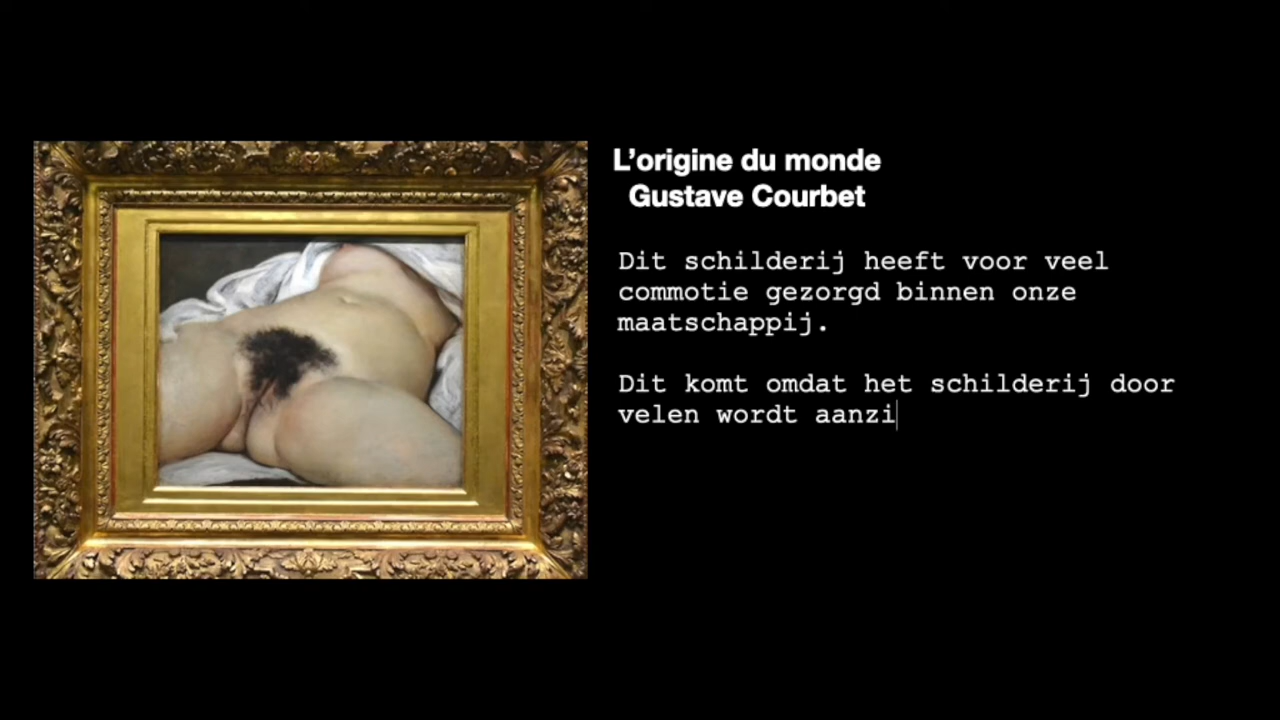 L’origine du monde
Gustave Courbet
Dit schilderij heeft voor veel
commotie gezorgd binnen onze
maatschappij.
Dit komt omdat het schilderij door
velen wordt aanzi